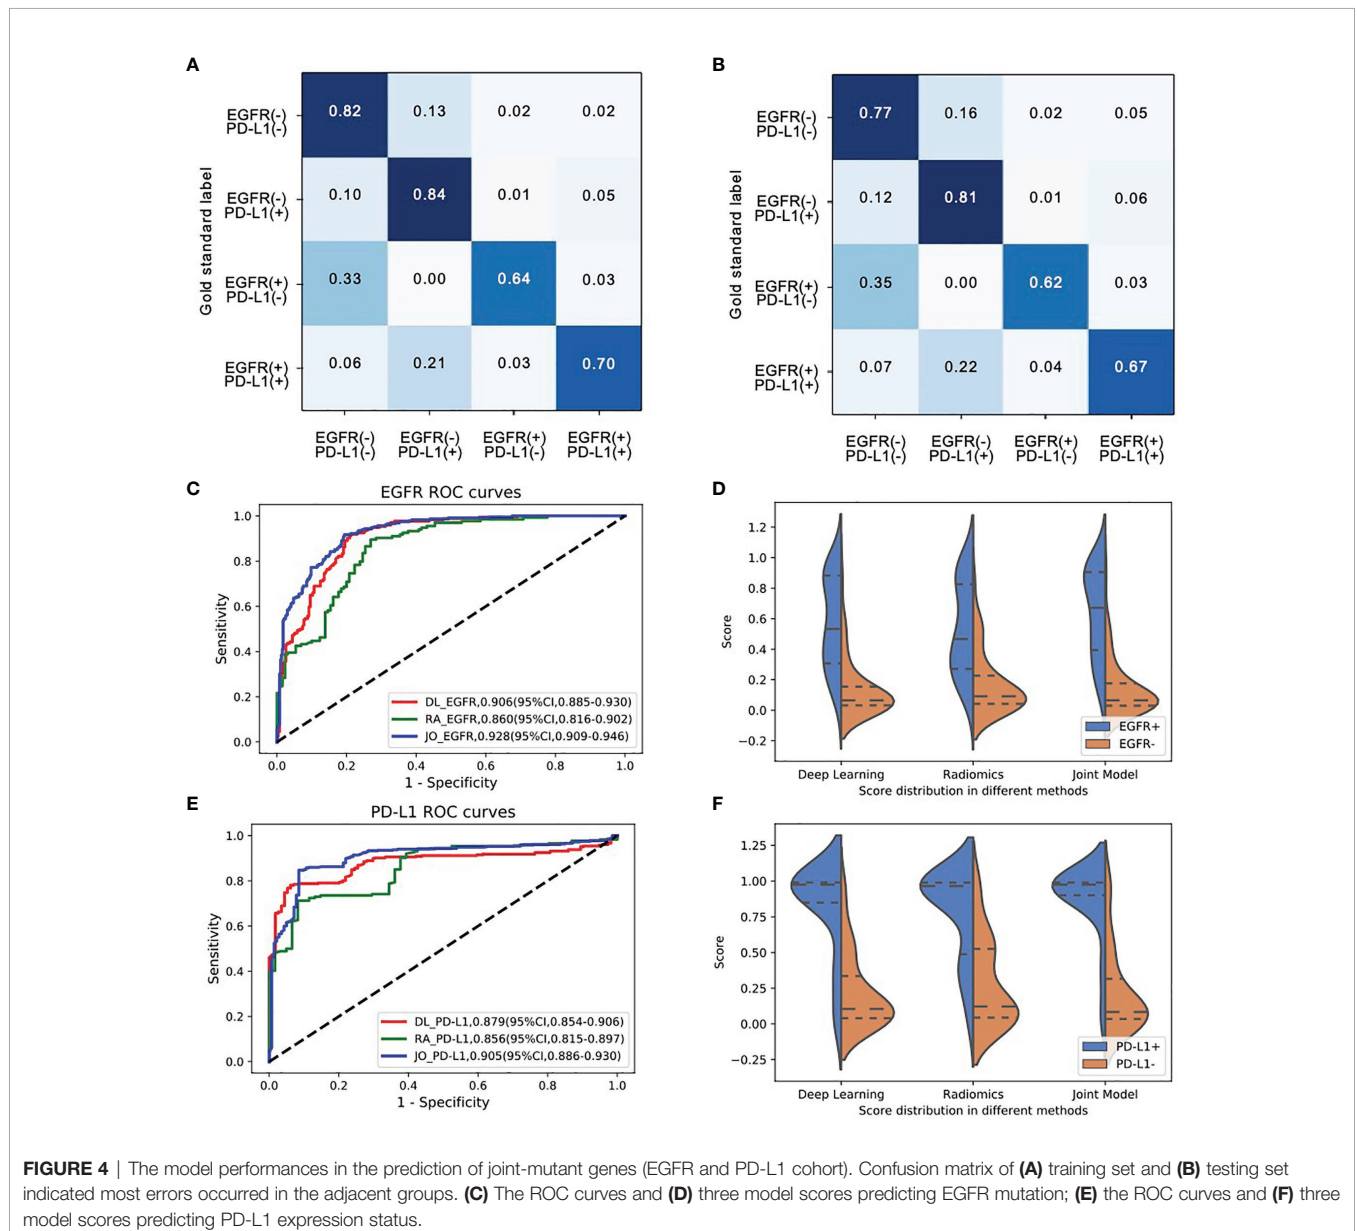 A
EGFR(-)
PD-L1(-)
EGFR(-)
PD-L1(+)
EGFR(+)
PD-L1(-)
EGFR(+)
PD-L1(+)
Gold standard label
0.82 0.13 0.02 0.02
0.10 0.84 0.01 0.05
0.33 0.00 0.64 0.03
0.06 0.21 0.03 0.70
EGFR(-) EGFR(-) EGFR(+) EGFR(+)
PD-L1(-) PD-L1(+) PD-L1(-) PD-L1(+)
B
EGFR(-)
PD-L1(-)
EGFR(-)
PD-L1(+)
EGFR(+)
PD-L1(-)
EGFR(+)
PD-L1(+)
Gold standard label
0.77 0.16 0.02 0.05
0.12 0.81 0.01 0.06
0.35 0.00 0.62 0.03
0.07 0.22 0.04 0.67
EGFR(-) EGFR(-) EGFR(+) EGFR(+)
PD-L1(-) PD-L1(+) PD-L1(-) PD-L1(+)
C
EGFR ROC curves
Sensitivity
1.0
0.8
0.6
0.4
0.2
0.0
DL_EGFR,0.906(95%CI,0.885-0.930)
RA_EGFR,0.860(95%CI,0.816-0.902)
JO_EGFR,0.928(95%CI,0.909-0.946)
0.0 0.2 0.4 0.6 0.8 1.0
1 - Specificity
D
Score
1.2
1.0
0.8
0.6
0.4
0.2
0.0
−0.2
EGFR+
EGFR-
Deep Learning Radiomics Joint Model
Score distribution in different methods
E
PD-L1 ROC curves
Sensitivity
1.0
0.8
0.6
0.4
0.2
0.0
DL_PD-L1,0.879(95%CI,0.854-0.906)
RA_PD-L1,0.856(95%CI,0.815-0.897)
JO_PD-L1,0.905(95%CI,0.886-0.930)
0.0 0.2 0.4 0.6 0.8 1.0
1 - Specificity
F
Score
1.25
1.00
0.75
0.50
0.25
0.00
−0.25
PD-L1+
PD-L1-
Deep Learning Radiomics Joint Model
Score distribution in different methods
FIGURE 4 | The model performances in the prediction of joint-mutant genes (EGFR and PD-L1 cohort). Confusion matrix of (A) training set and (B) testing set
indicated most errors occurred in the adjacent groups. (C) The ROC curves and (D) three model scores predicting EGFR mutation; (E) the ROC curves and (F) three
model scores predicting PD-L1 expression status.